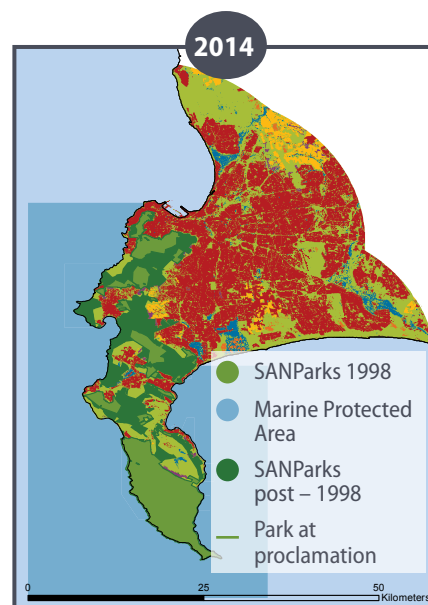 2014
SANParks 1998
Marine Protected
Area
SANParks
post – 1998
Park at
proclamation
0 25 50
Kilometers